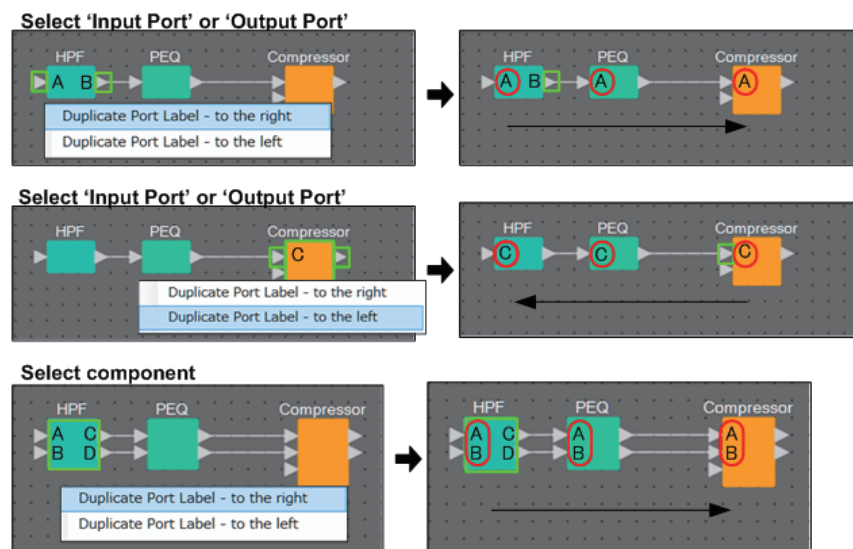 Select 'Input Port' or 'Output Port'
HPF PEQ Compressor
A B
Duplicate Port Label - to the right
Duplicate Port Label - to the left
HPF PEQ Compressor
A B A A
Select 'Input Port' or 'Output Port'
HPF PEQ Compressor
C
Duplicate Port Label - to the right
Duplicate Port Label - to the left
HPF PEQ Compressor
C C C
Select component
HPF PEQ Compressor
A C
B D
Duplicate Port Label - to the right
Duplicate Port Label - to the left
HPF PEQ Compressor
A C A A
B D B B